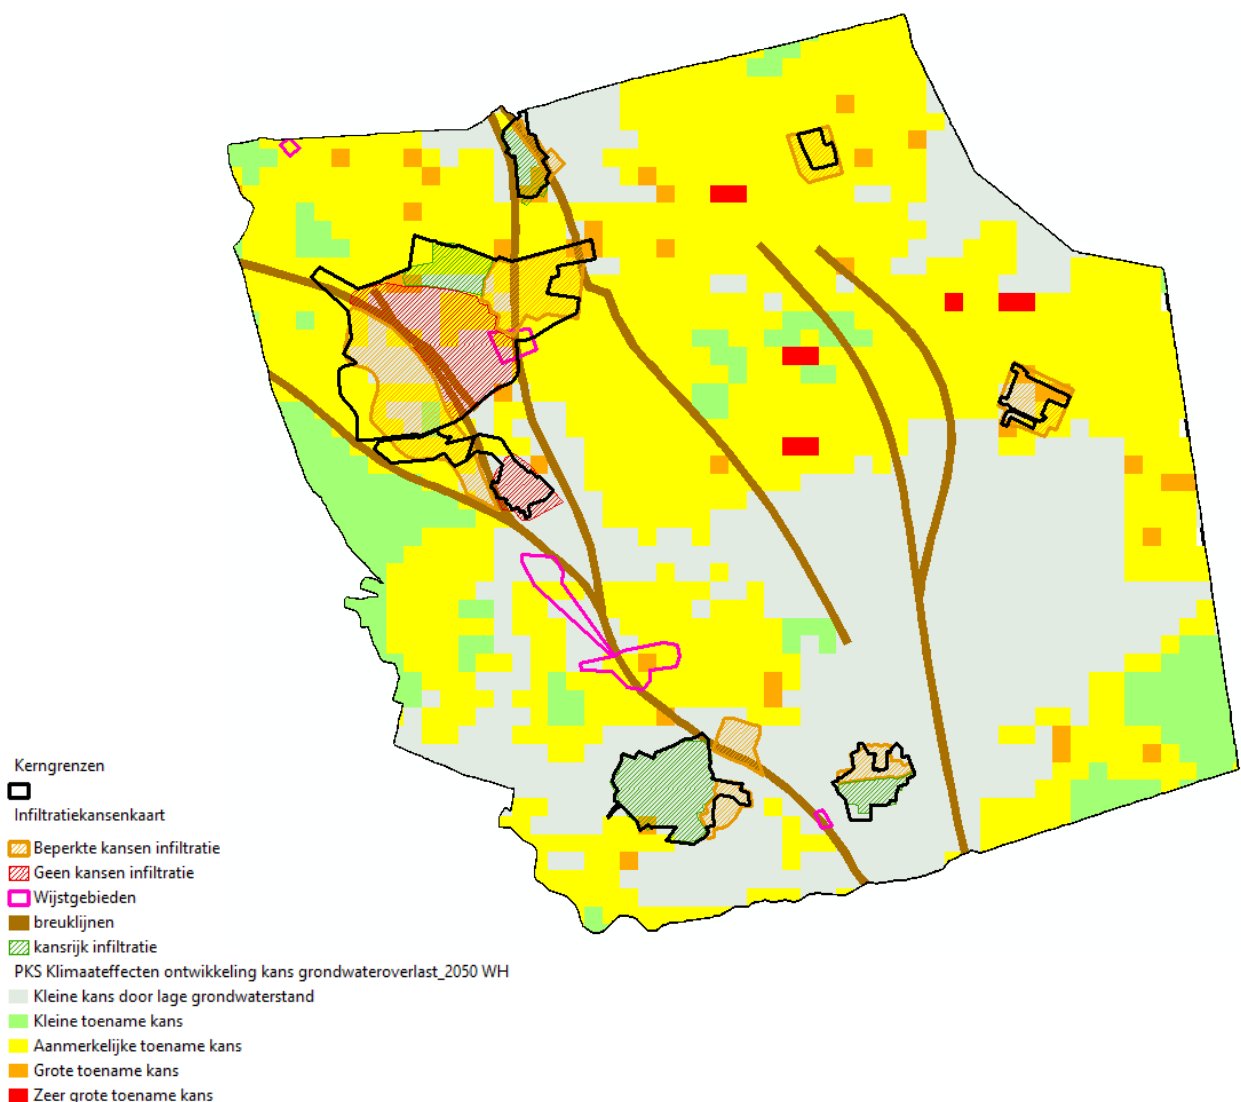 Kerngrenzen
Infiltratiekansenkaart
Beperkte kansen infiltratie
Geen kansen infiltratie
Wijstgebieden
breuklijnen
kansrijk infiltratie
PKS Klimaateffecten ontwikkeling kans grondwateroverlast_2050 WH
Kleine kans door lage grondwaterstand
Kleine toename kans
Aanmerkelijke toename kans
Grote toename kans
Zeer grote toename kans